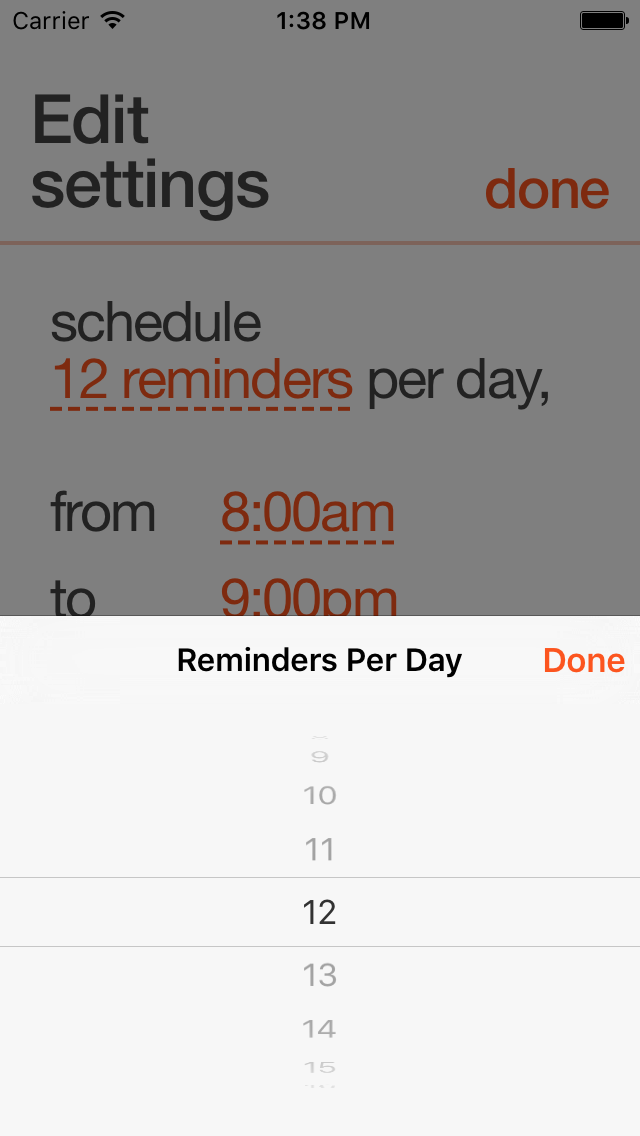 Carrier 1:38 PM
Edit
settings done
schedule
12 reminders per day,
from 8:00am
to 9:00pm
Reminders Per Day Done
9
10
11
12
13
14
15